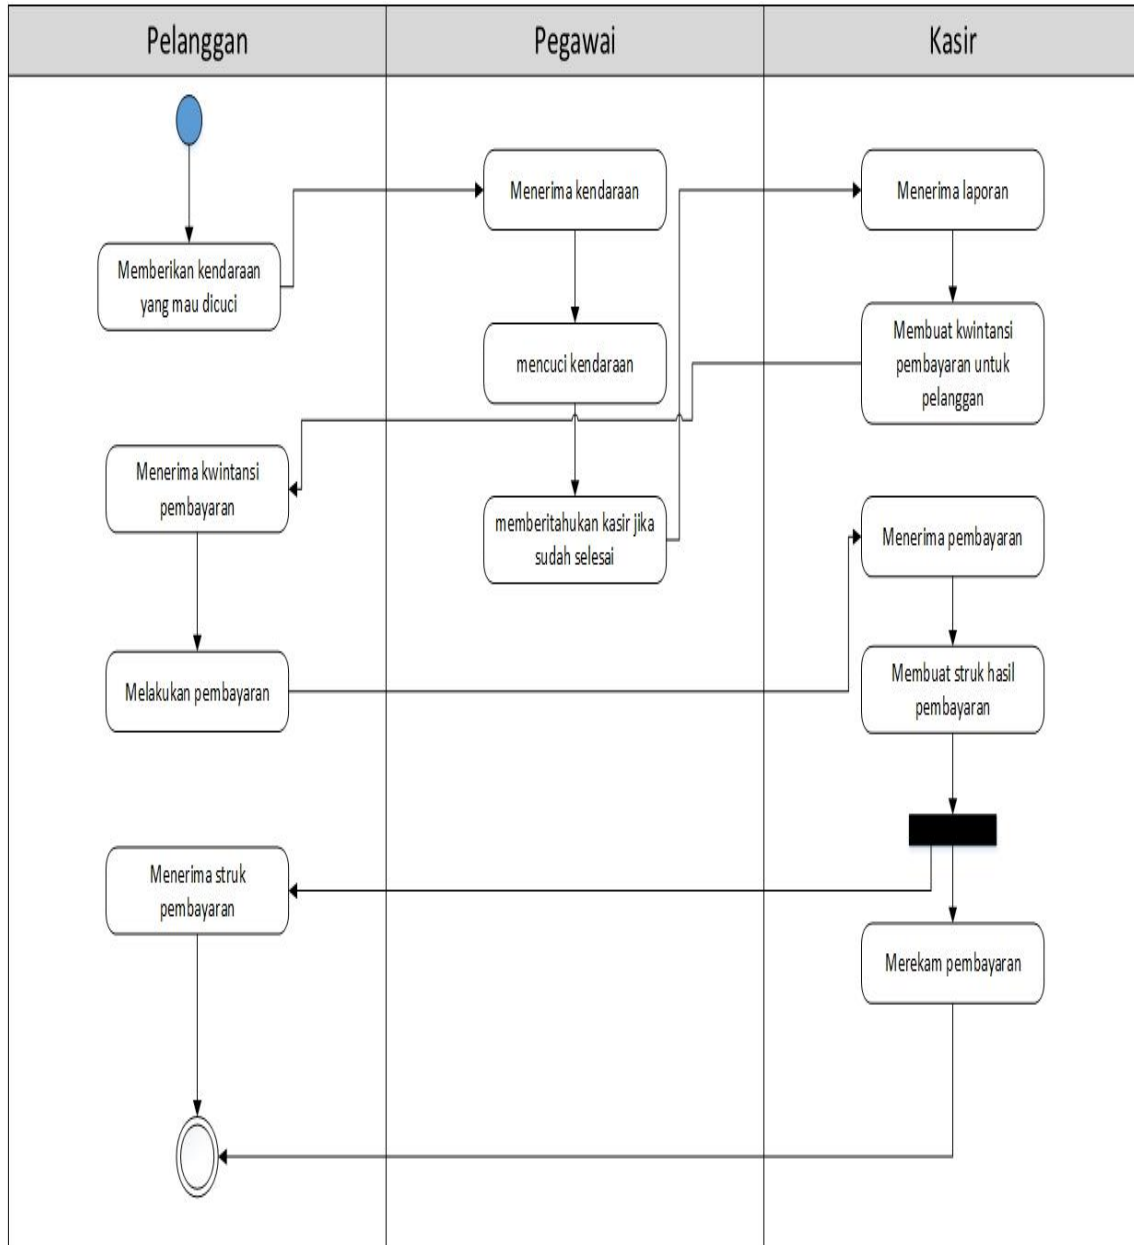 Pelanggan
Pegawai
Kasir
Menerima kendaraan
Menerima laporan
Memberikan kendaraan
yang mau dicuci
mencuci kendaraan
Membuat kwintansi
pembayaran untuk
pelanggan
Menerima kwintansi
pembayaran
memberitahukan kasir jika
sudah selesai
Menerima pembayaran
Melakukan pembayaran
Membuat struk hasil
pembayaran
Menerima struk
pembayaran
Merekam pembayaran